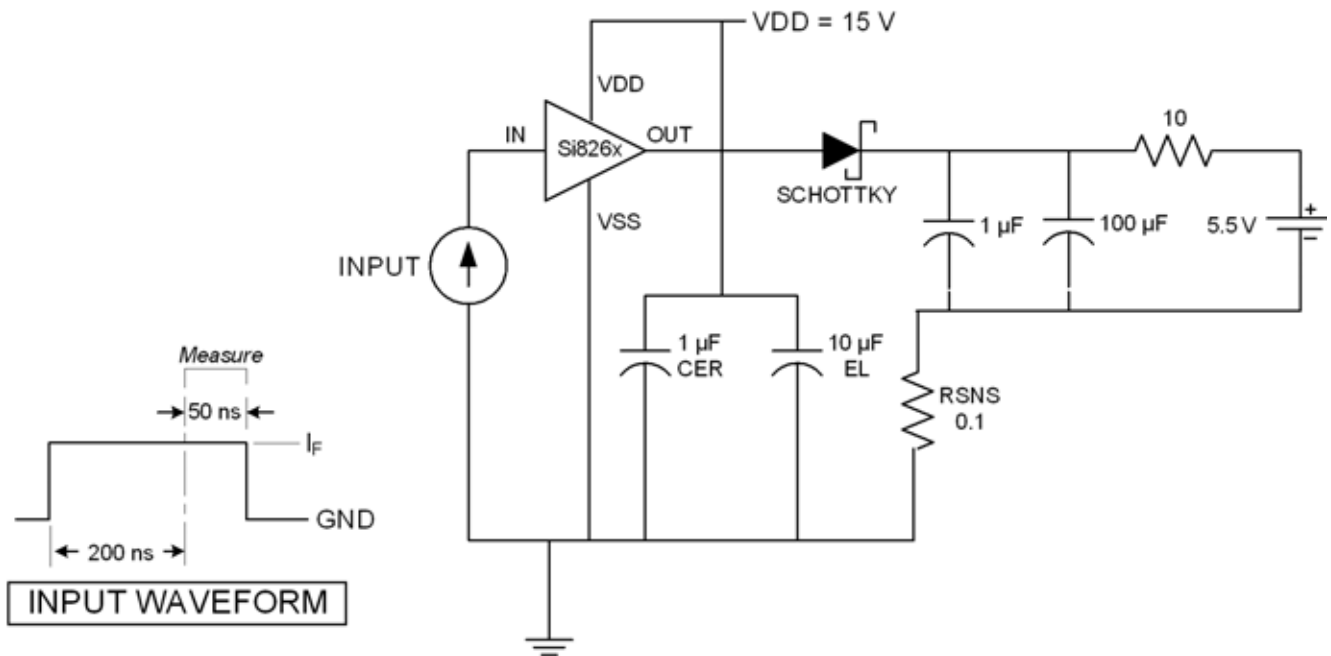 VDD = 15 V
VDD
IN
Si826x
OUT
10
SCHOTTKY
VSS
1 µF
100 µF
5.5 V
+
–
INPUT
1 µF
CER
10 µF
EL
RSNS
0.1
Measure
50 ns
IF
GND
200 ns
INPUT WAVEFORM